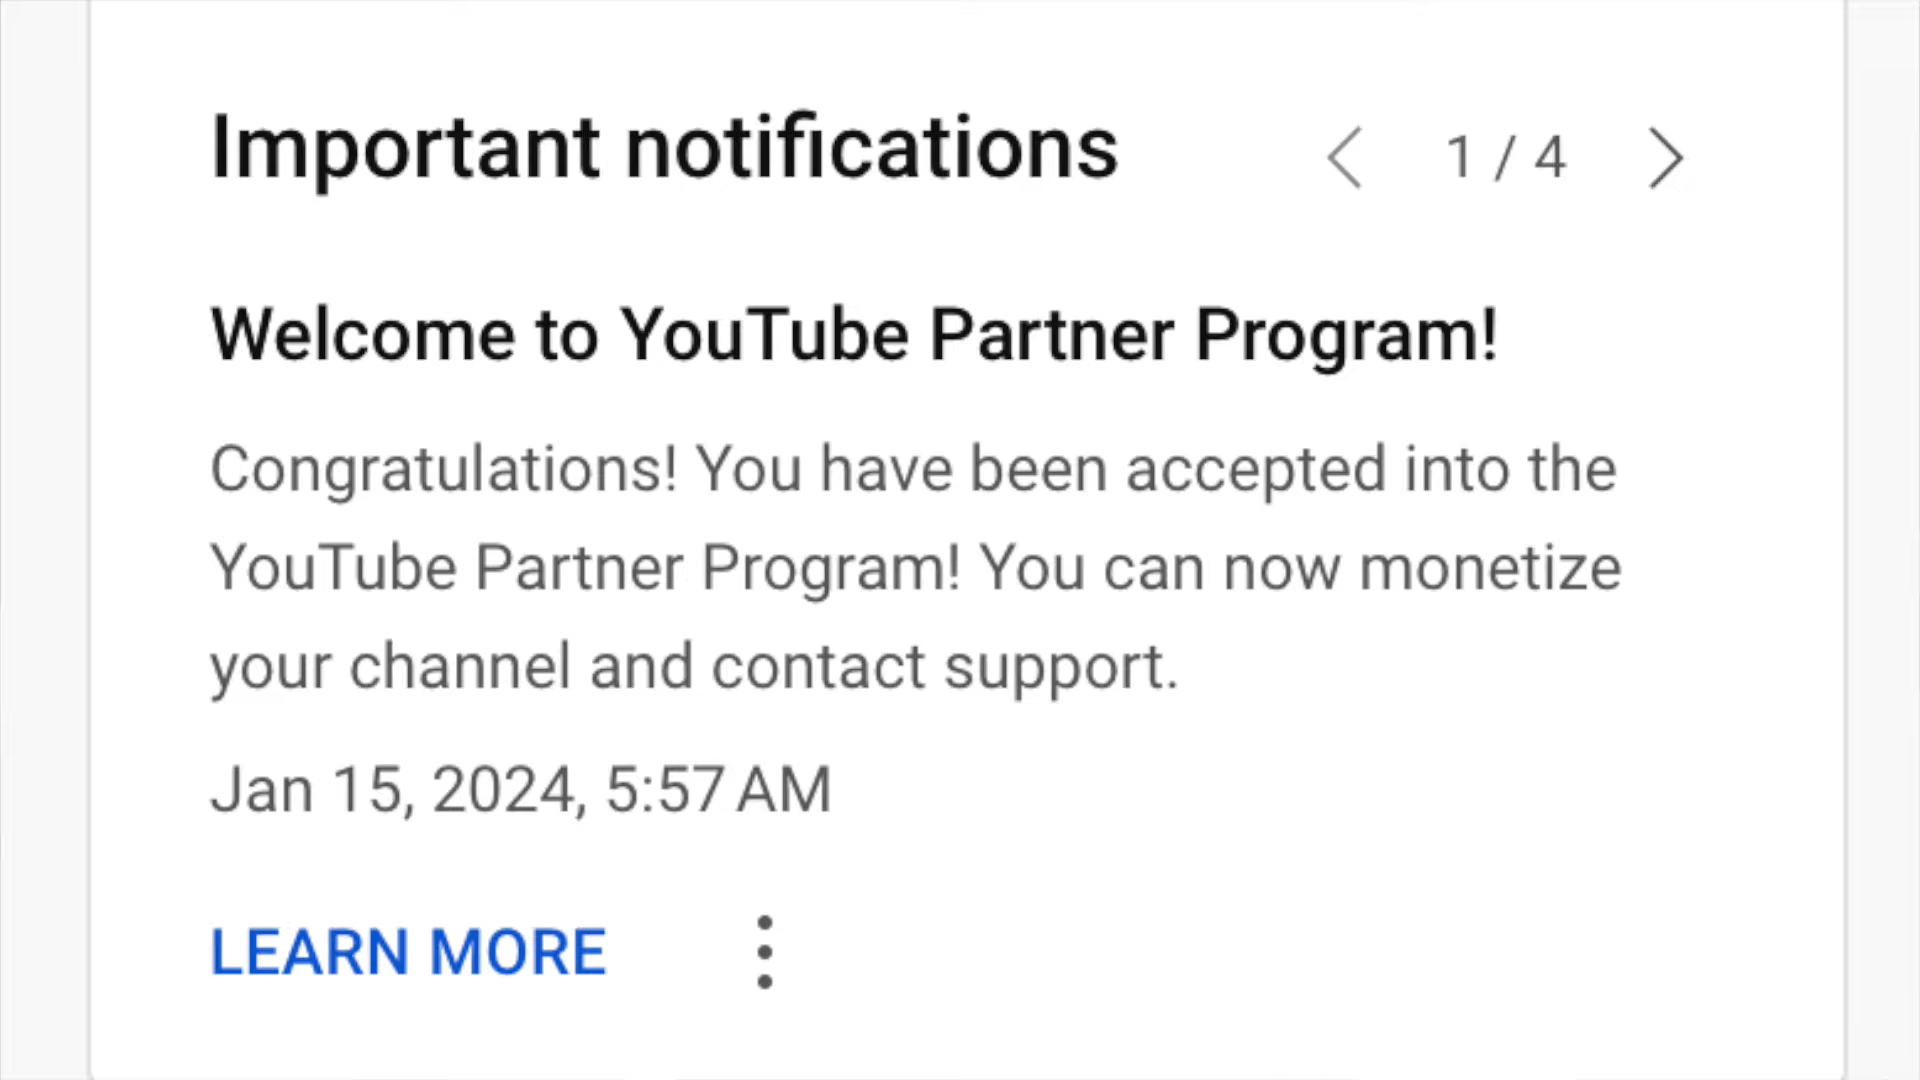 Important notifications
1 / 4
Welcome to YouTube Partner Program!
Congratulations! You have been accepted into the
YouTube Partner Program! You can now monetize
your channel and contact support.
Jan 15, 2024, 5:57 AM
LEARN MORE